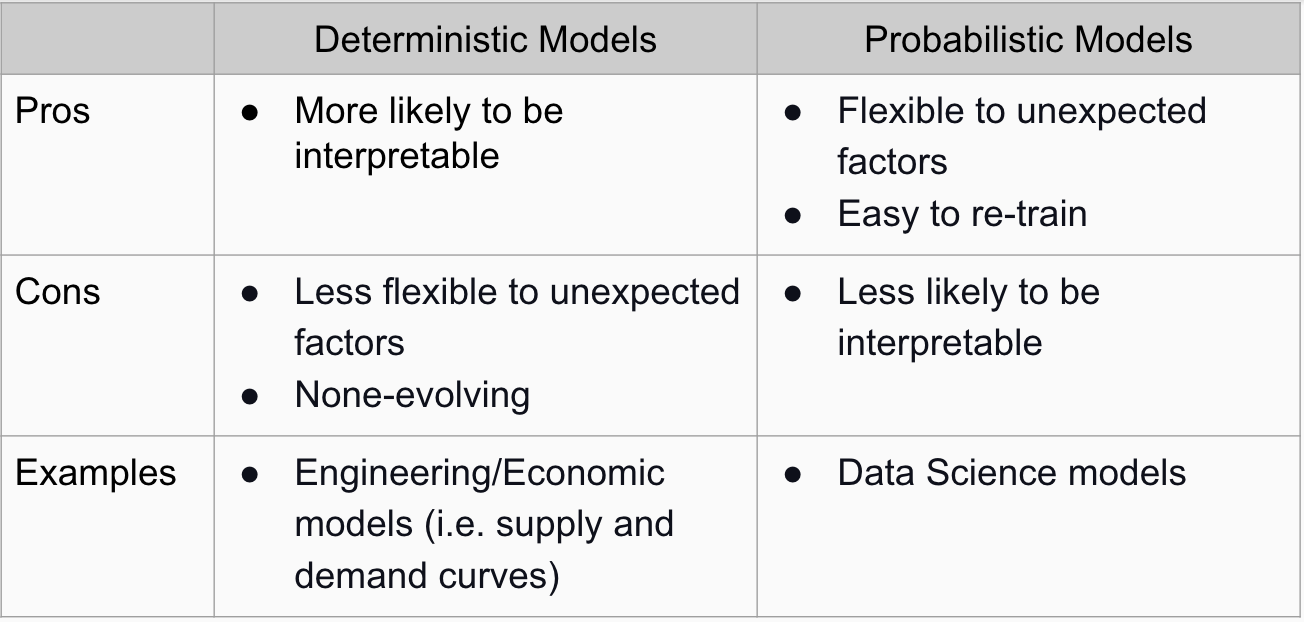 Deterministic Models
Probabilistic Models
Pros
● More likely to be
interpretable
● Flexible to unexpected
factors
● Easy to re-train
Cons
● Less flexible to unexpected
factors
● None-evolving
● Less likely to be
interpretable
Examples
● Engineering/Economic
models (i.e. supply and
demand curves)
● Data Science models